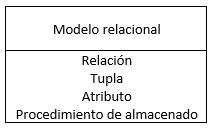 Modelo relacional
Relación
Tupla
Atributo
Procedimiento de almacenado